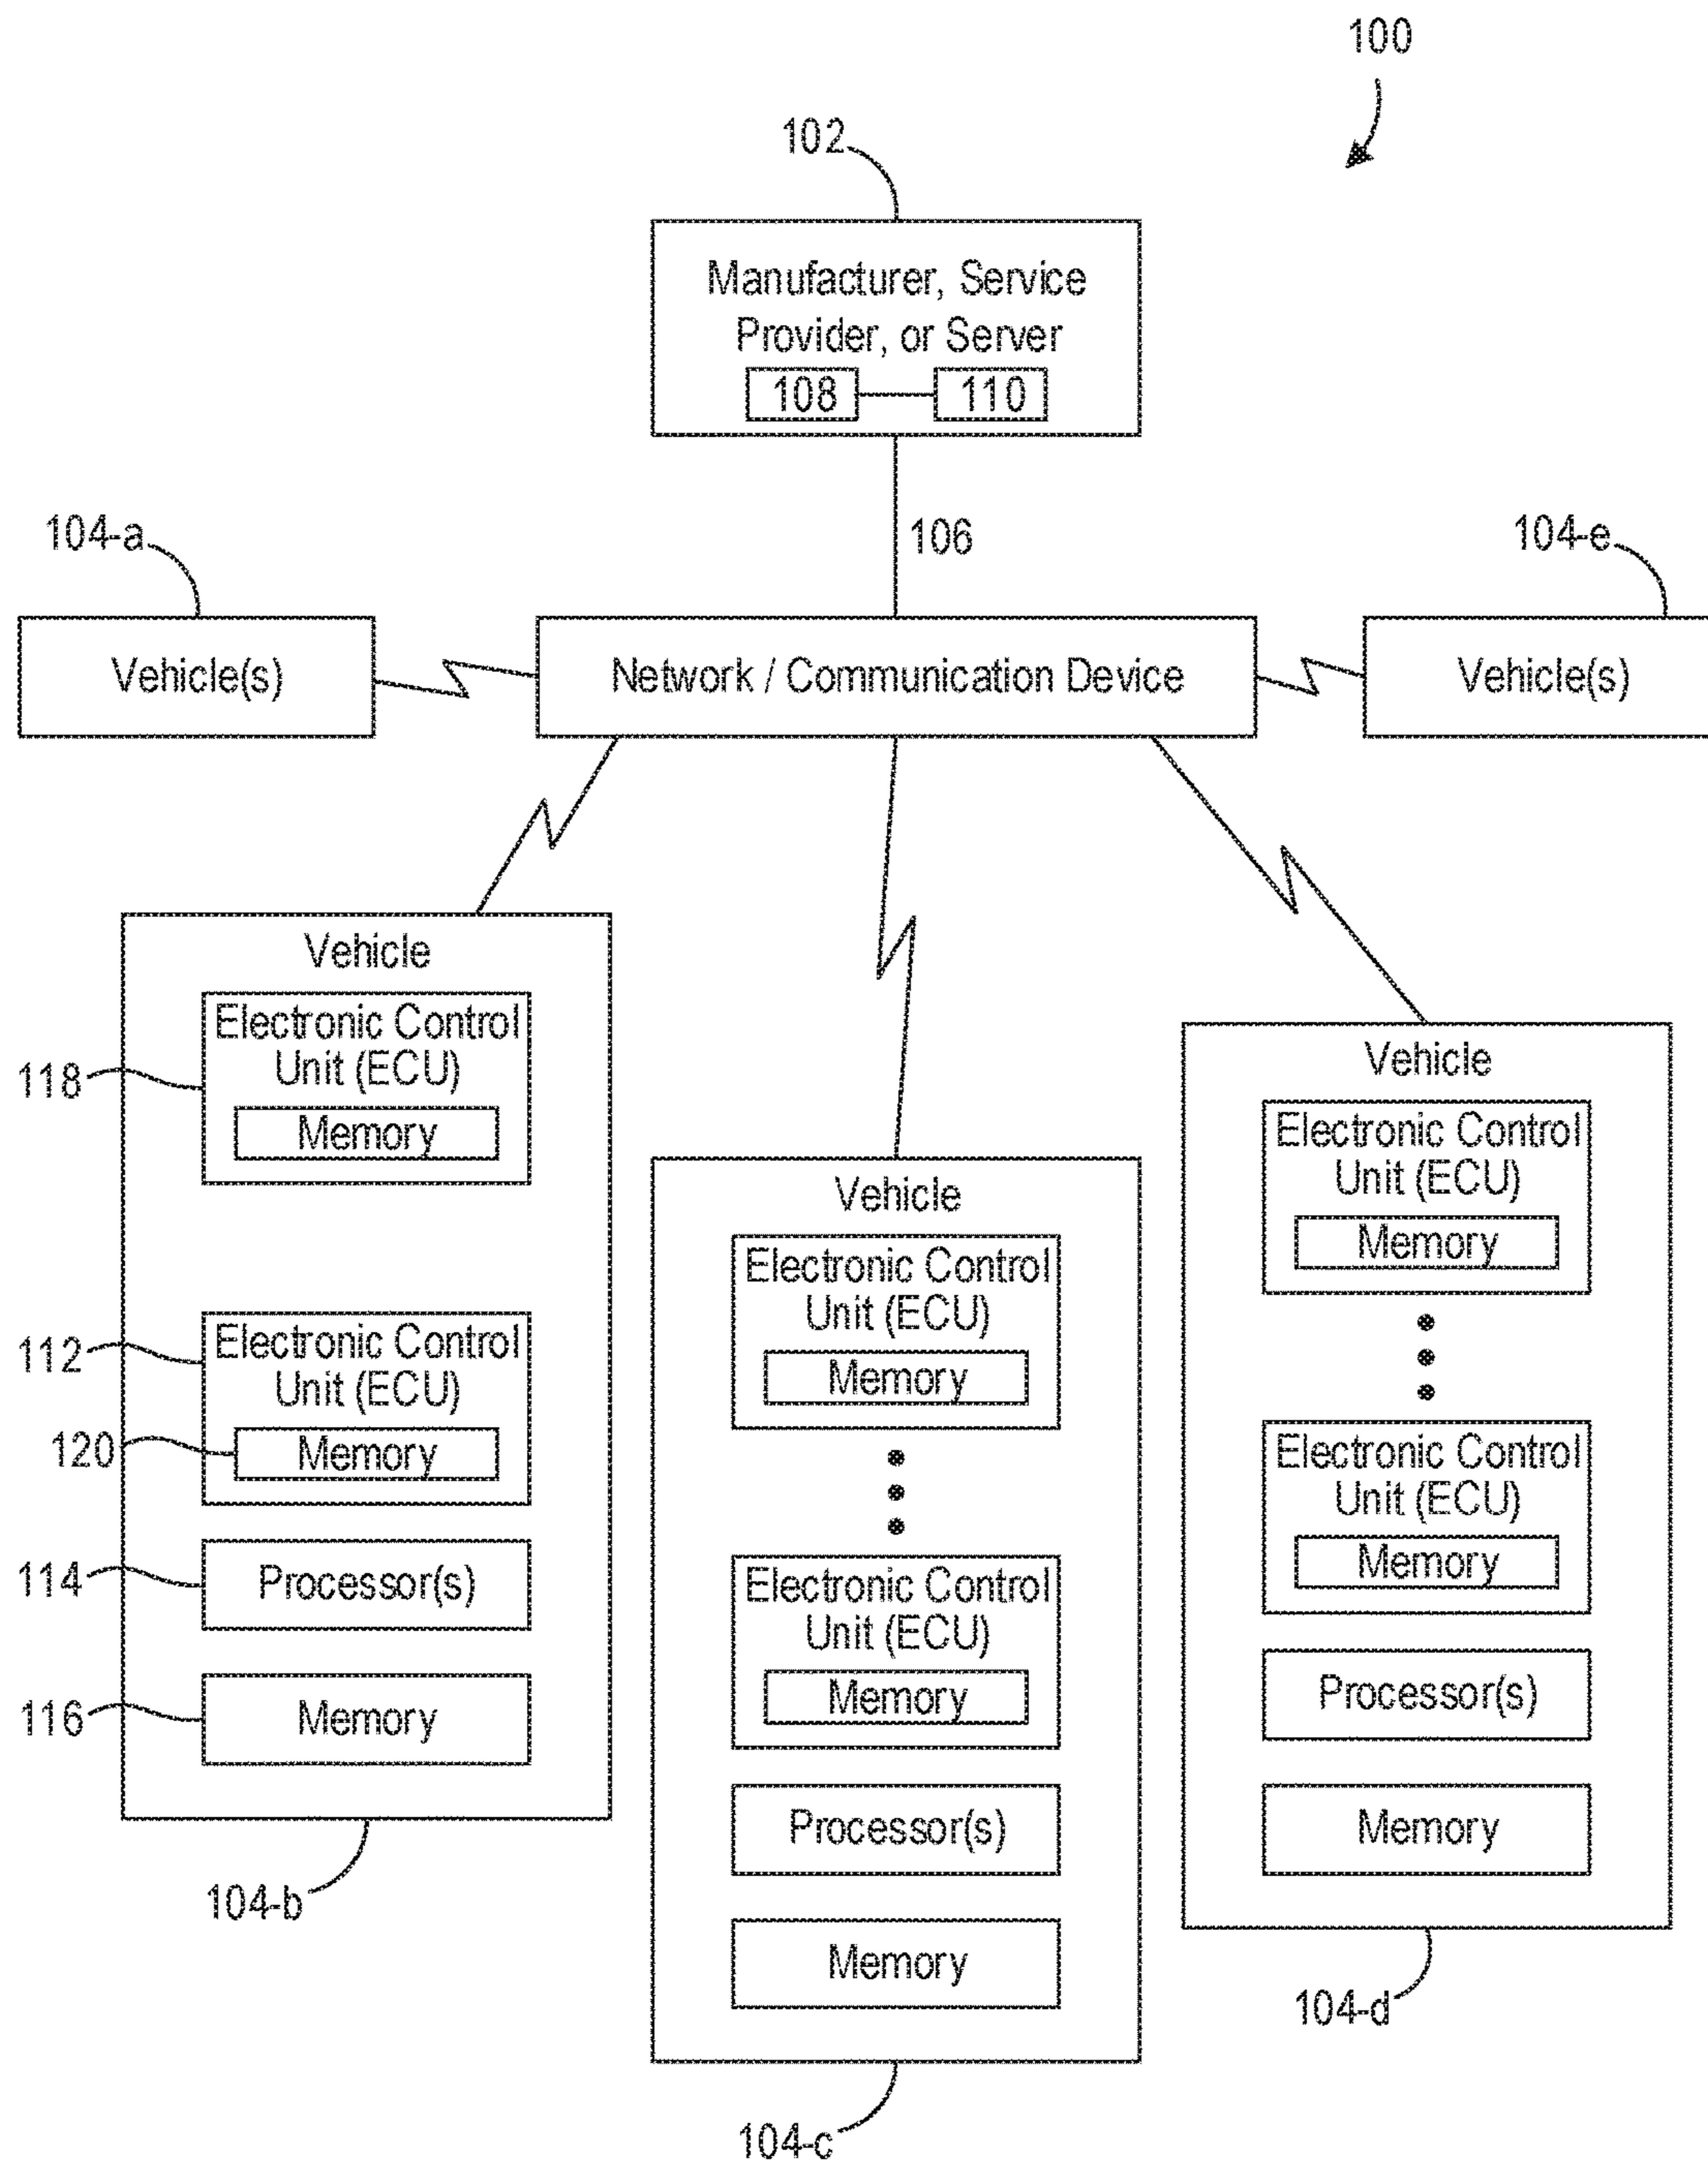 100
102
Manufacturer, Service
Provider, or Server
108
110
106
104-a
104-e
Vehicle(s)
Network / Communication Device
Vehicle(s)
Vehicle
Electronic Control
Unit (ECU)
Memory
118
Electronic Control
Unit (ECU)
Memory
112
120
Processor(s)
114
Memory
116
104-b
Vehicle
Electronic Control
Unit (ECU)
Memory
Electronic Control
Unit (ECU)
Memory
Processor(s)
Memory
104-c
Vehicle
Electronic Control
Unit (ECU)
Memory
Electronic Control
Unit (ECU)
Memory
Processor(s)
Memory
104-d